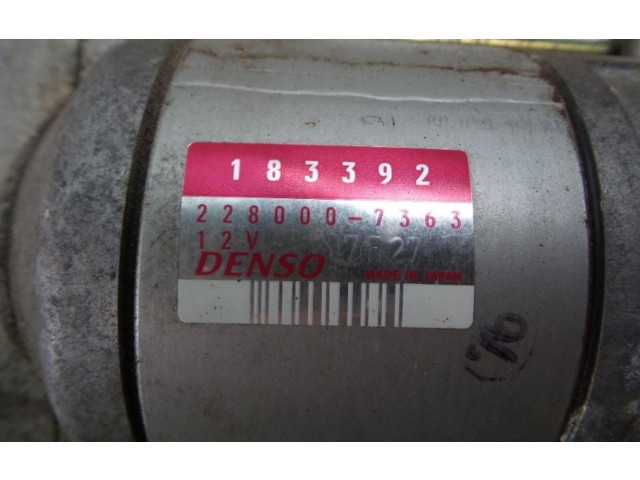 183392
228000-7363
12V
DENSO MADE IN JAPAN